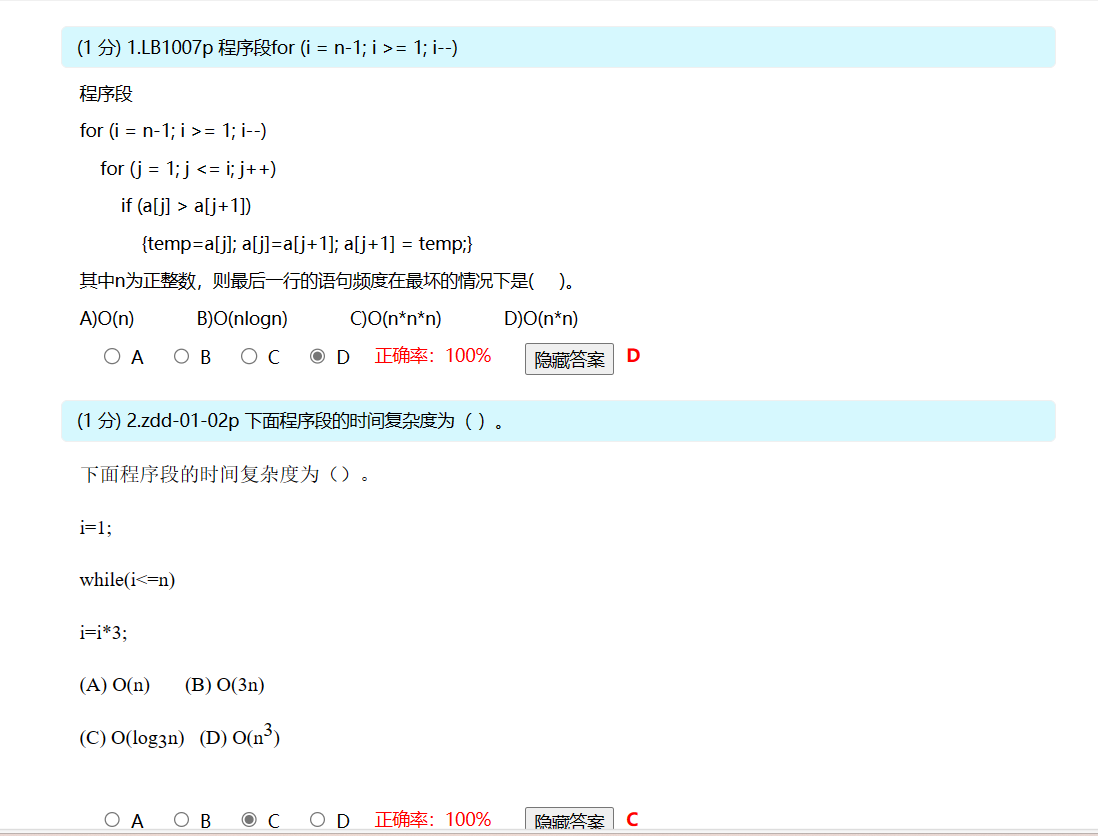 (1 分) 1.LB1007p 程序段for (i = n-1; i >= 1; i--)
程序段
for (i = n-1; i >= 1; i--)
for (j = 1; j <= i; j++)
if (a[j] > a[j+1])
{temp=a[j]; a[j]=a[j+1]; a[j+1] = temp;}
其中n为正整数，则最后一行的语句频度在最坏的情况下是( )。
A)O(n) B)O(nlogn) C)O(n*n*n) D)O(n*n)
A B C D 正确率：100% 隐藏答案 D
(1 分) 2.zdd-01-02p 下面程序段的时间复杂度为（ ）。
下面程序段的时间复杂度为（）。
i=1;
while(i<=n)
i=i*3;
(A) O(n) (B) O(3n)
(C) O(log₃n) (D) O(n³)
A B C D 正确率：100% 隐藏答案 C